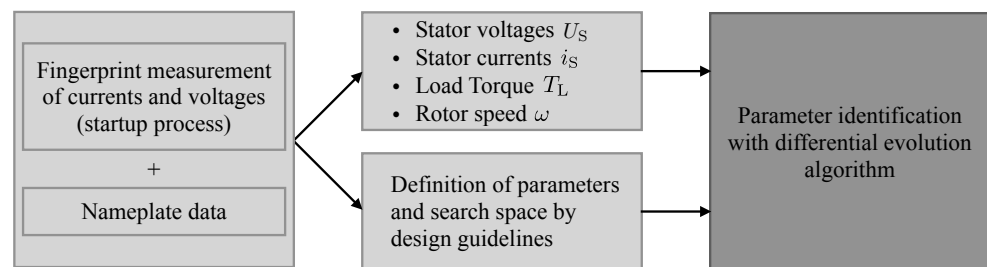 Fingerprint measurement
of currents and voltages
(startup process)
+
Nameplate data
• Stator voltages U_S
• Stator currents i_S
• Load Torque T_L
• Rotor speed ω
Definition of parameters
and search space by
design guidelines
Parameter identification
with differential evolution
algorithm